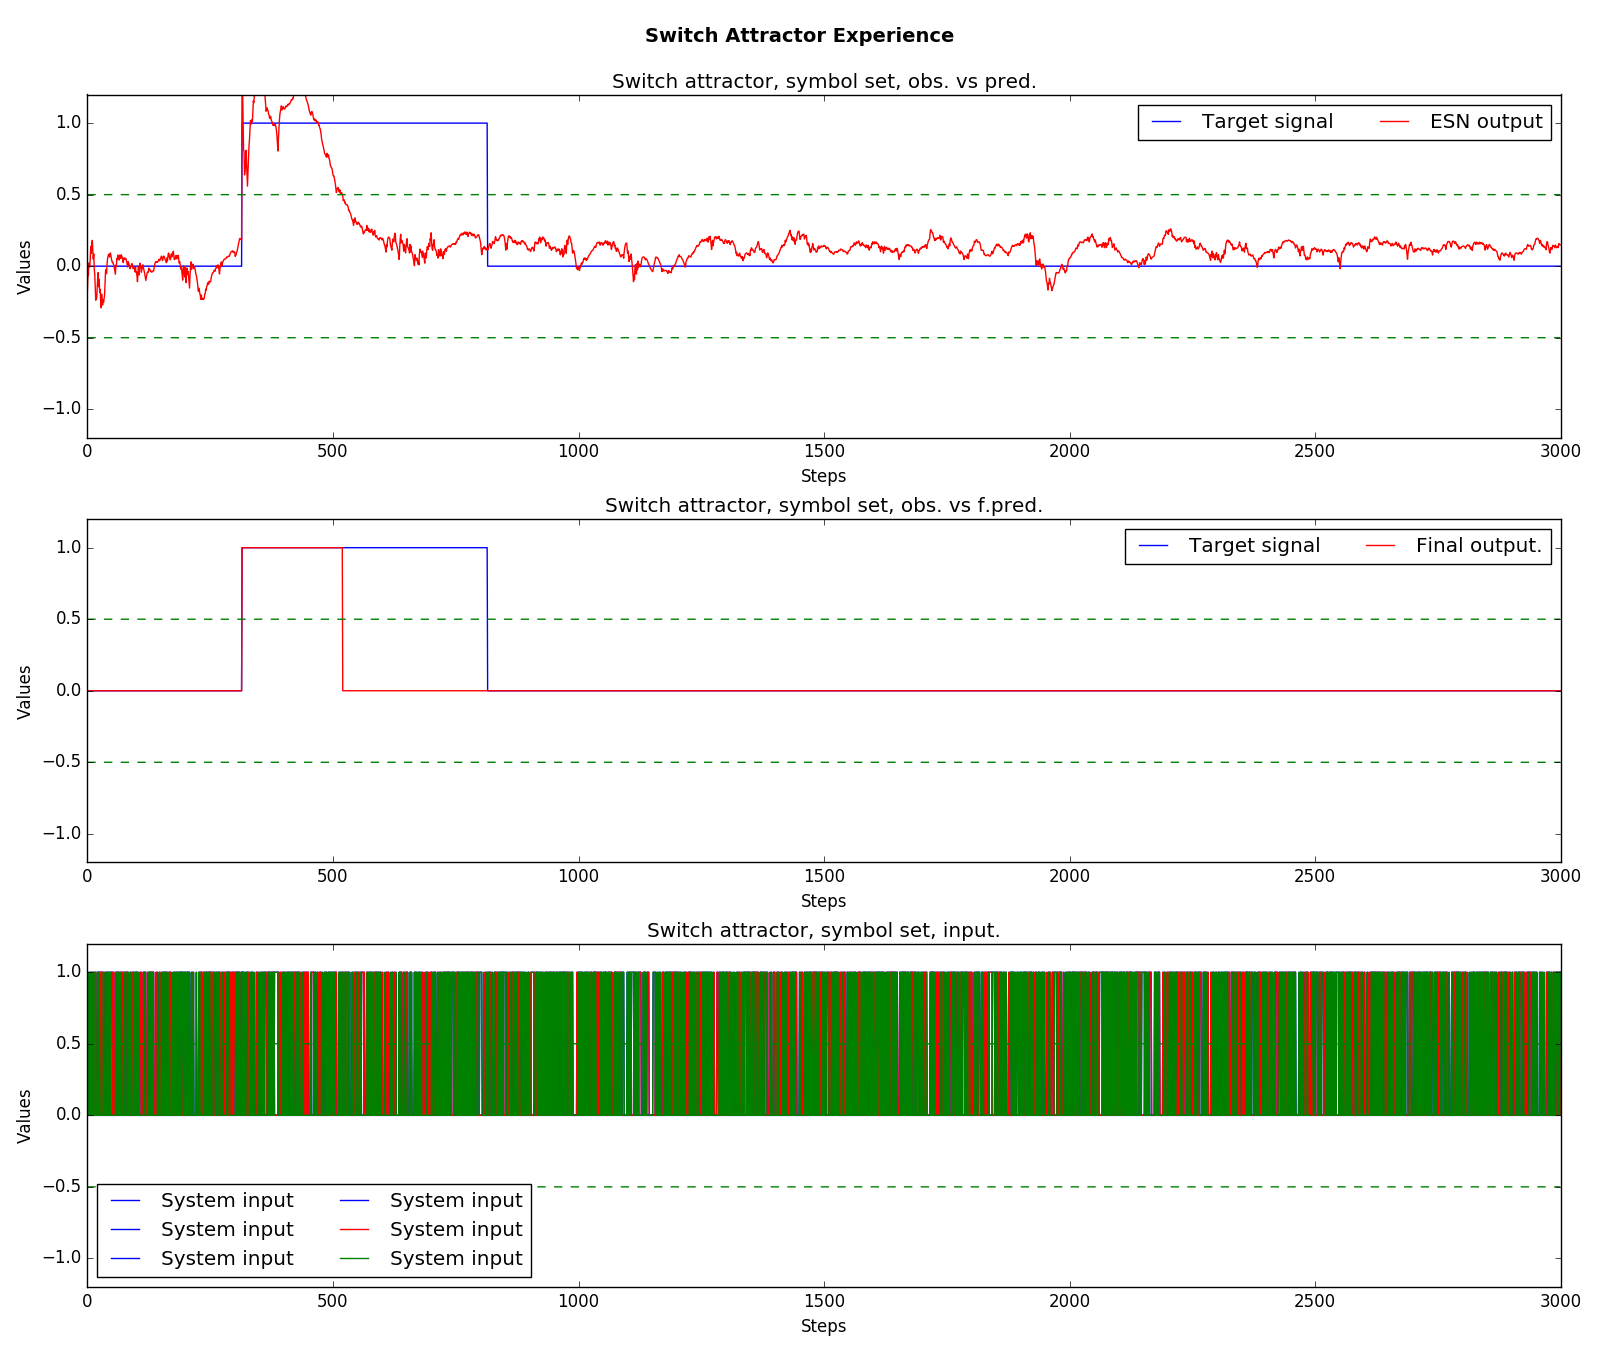 Switch Attractor Experience
Switch attractor, symbol set, obs. vs pred.
Target signal ESN output
1.0
0.5
0.0
−0.5
−1.0
Values
0 500 1000 1500 2000 2500 3000
Steps
Switch attractor, symbol set, obs. vs f.pred.
Target signal Final output.
1.0
0.5
0.0
−0.5
−1.0
Values
0 500 1000 1500 2000 2500 3000
Steps
Switch attractor, symbol set, input.
1.0
0.5
0.0
−0.5
−1.0
Values
System input System input
System input System input
System input System input
0 500 1000 1500 2000 2500 3000
Steps